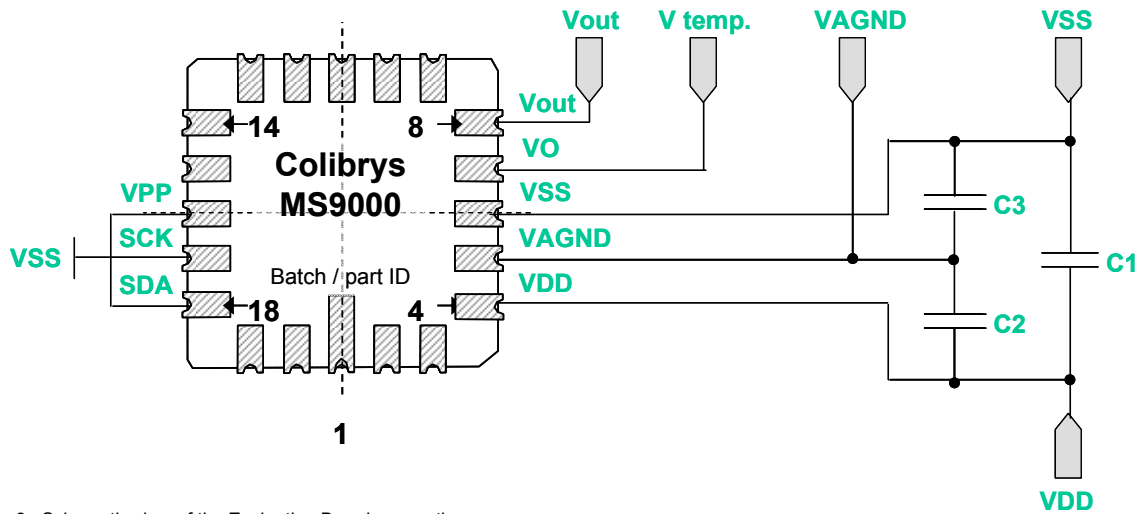 Vout
V temp.
VAGND
VSS
14
8
Vout
Colibrys
MS9000
VO
VPP
VSS
SCK
VAGND
VSS
SDA
Batch / part ID
VDD
18
4
C3
C1
C2
1
VDD